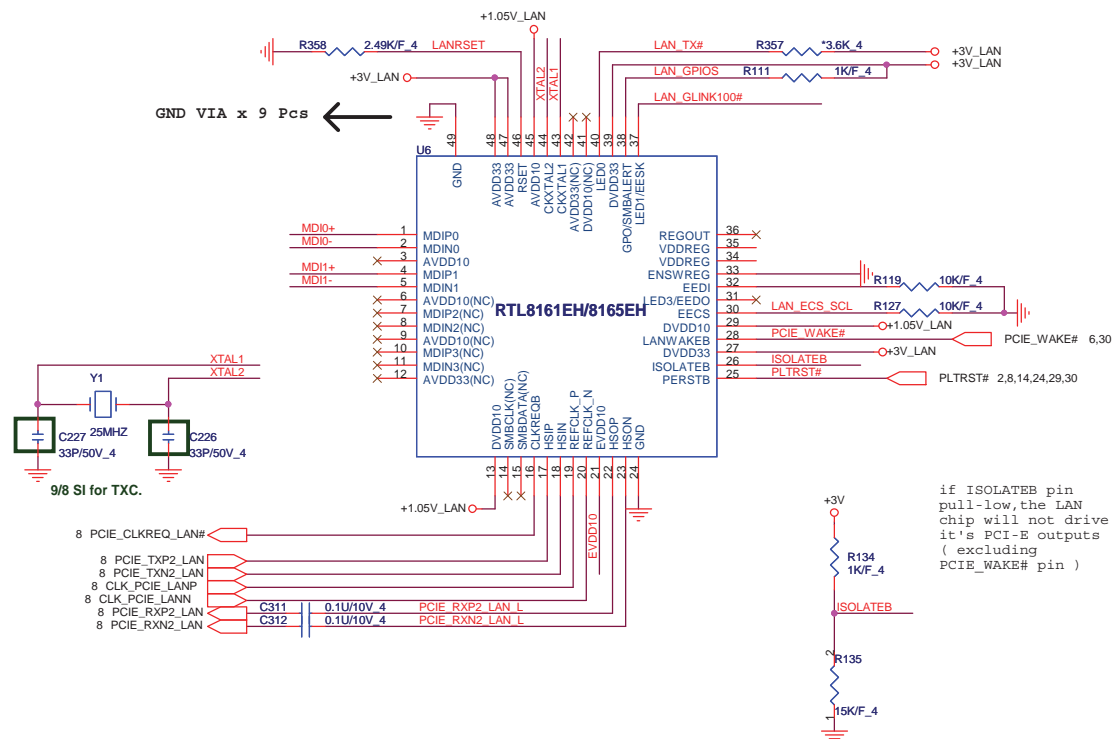 +1.05V_LAN
R358 2.49K/F_4 LANRSET
LAN_TX# R357 *3.6K_4 +3V_LAN
+3V_LAN
+3V_LAN
LAN_GPIOS R111 1K/F_4
XTAL2
XTAL1
LAN_GLINK100#
GND VIA x 9 Pcs
49 48 47 46 45 44 43 42 41 40 39 38 37
U6
GND
AVDD33
AVDD33
RSET
AVDD10
CKXTAL2
CKXTAL1
AVDD33(NC)
DVDD10(NC)
LED0
DVDD33
GPO/SMBALERT
LED1/EESK
MDI0+ 1 MDIP0
MDI0- 2 MDIN0
3 AVDD10
MDI1+ 4 MDIP1
MDI1- 5 MDIN1
6 AVDD10(NC)
7 MDIP2(NC)
8 MDIN2(NC)
9 AVDD10(NC)
10 MDIP3(NC)
11 MDIN3(NC)
12 AVDD33(NC)
RTL8161EH/8165EH
REGOUT 36
VDDREG 35
VDDREG 34
ENSWREG 33
EEDI 32 R119 10K/F_4
LED3/EEDO 31
EECS 30 LAN_ECS_SCL R127 10K/F_4
DVDD10 29 +1.05V_LAN
LANWAKEB 28 PCIE_WAKE# PCIE_WAKE# 6,30
DVDD33 27 +3V_LAN
ISOLATEB 26 ISOLATEB
PERSTB 25 PLTRST# PLTRST# 2,8,14,24,29,30
XTAL1
XTAL2
Y1
25MHZ
C227
33P/50V_4
C226
33P/50V_4
9/8 SI for TXC.
DVDD10
SMBCLK(NC)
SMBDATA(NC)
CLKREQB
HSIP
HSIN
REFCLK_P
REFCLK_N
EVDD10
HSOP
HSON
GND
13 14 15 16 17 18 19 20 21 22 23 24
+1.05V_LAN
EVDD10
8 PCIE_CLKREQ_LAN#
8 PCIE_TXP2_LAN
8 PCIE_TXN2_LAN
8 CLK_PCIE_LANP
8 CLK_PCIE_LANN
8 PCIE_RXP2_LAN C311 0.1U/10V_4 PCIE_RXP2_LAN_L
8 PCIE_RXN2_LAN C312 0.1U/10V_4 PCIE_RXN2_LAN_L
+3V
R134
1K/F_4
ISOLATEB
2
R135
15K/F_4
1
if ISOLATEB pin
pull-low,the LAN
chip will not drive
it's PCI-E outputs
( excluding
PCIE_WAKE# pin )